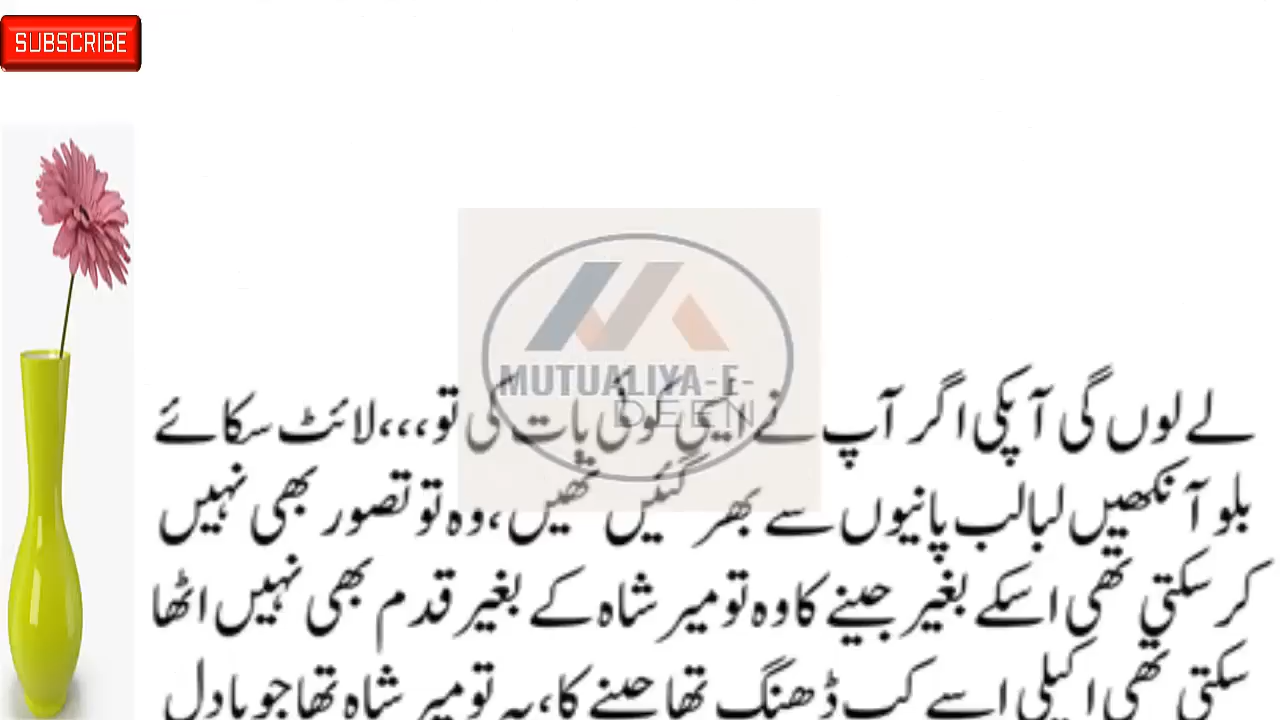 SUBSCRIBE
MUTUALIYA-E-
DEEN
لے لوں گی آپکی اگر آپ نے ایسی کوئی بات کی تو،،،لائٹ سکائے
بلو آنکھیں لبالب پانیوں سے بھر گئیں تھیں،وہ تو تصور بھی نہیں
کر سکتی تھی اسکے بغیر جینے کا وہ تو میر شاہ کے بغیر قدم بھی نہیں اٹھا
سکتی تھی اکیلی اسے کب ڈھنگ تھا جینے کا،یہ تو میر شاہ تھا جو بادل